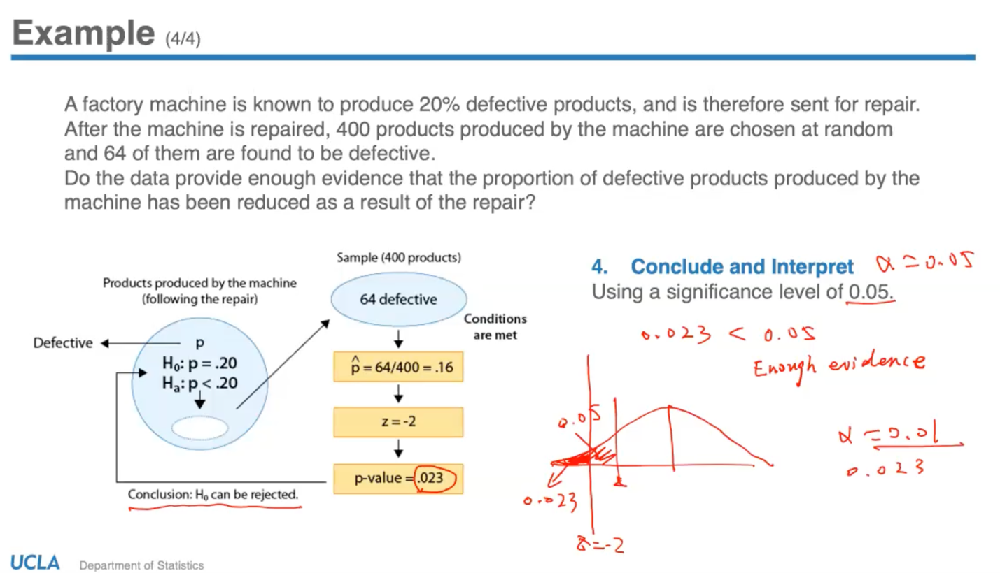 Example (4/4)
A factory machine is known to produce 20% defective products, and is therefore sent for repair.
After the machine is repaired, 400 products produced by the machine are chosen at random
and 64 of them are found to be defective.
Do the data provide enough evidence that the proportion of defective products produced by the
machine has been reduced as a result of the repair?
Products produced by the machine
(following the repair)
Defective
p
H₀: p = .20
Hₐ: p < .20
Conclusion: H₀ can be rejected.
Sample (400 products)
64 defective
Conditions
are met
p̂ = 64/400 = .16
z = -2
p-value = .023
4. Conclude and Interpret α = 0.05
Using a significance level of 0.05.
0.023 < 0.05
Enough evidence
0.05
0.023
z=-2
α = 0.01
0.023
UCLA Department of Statistics